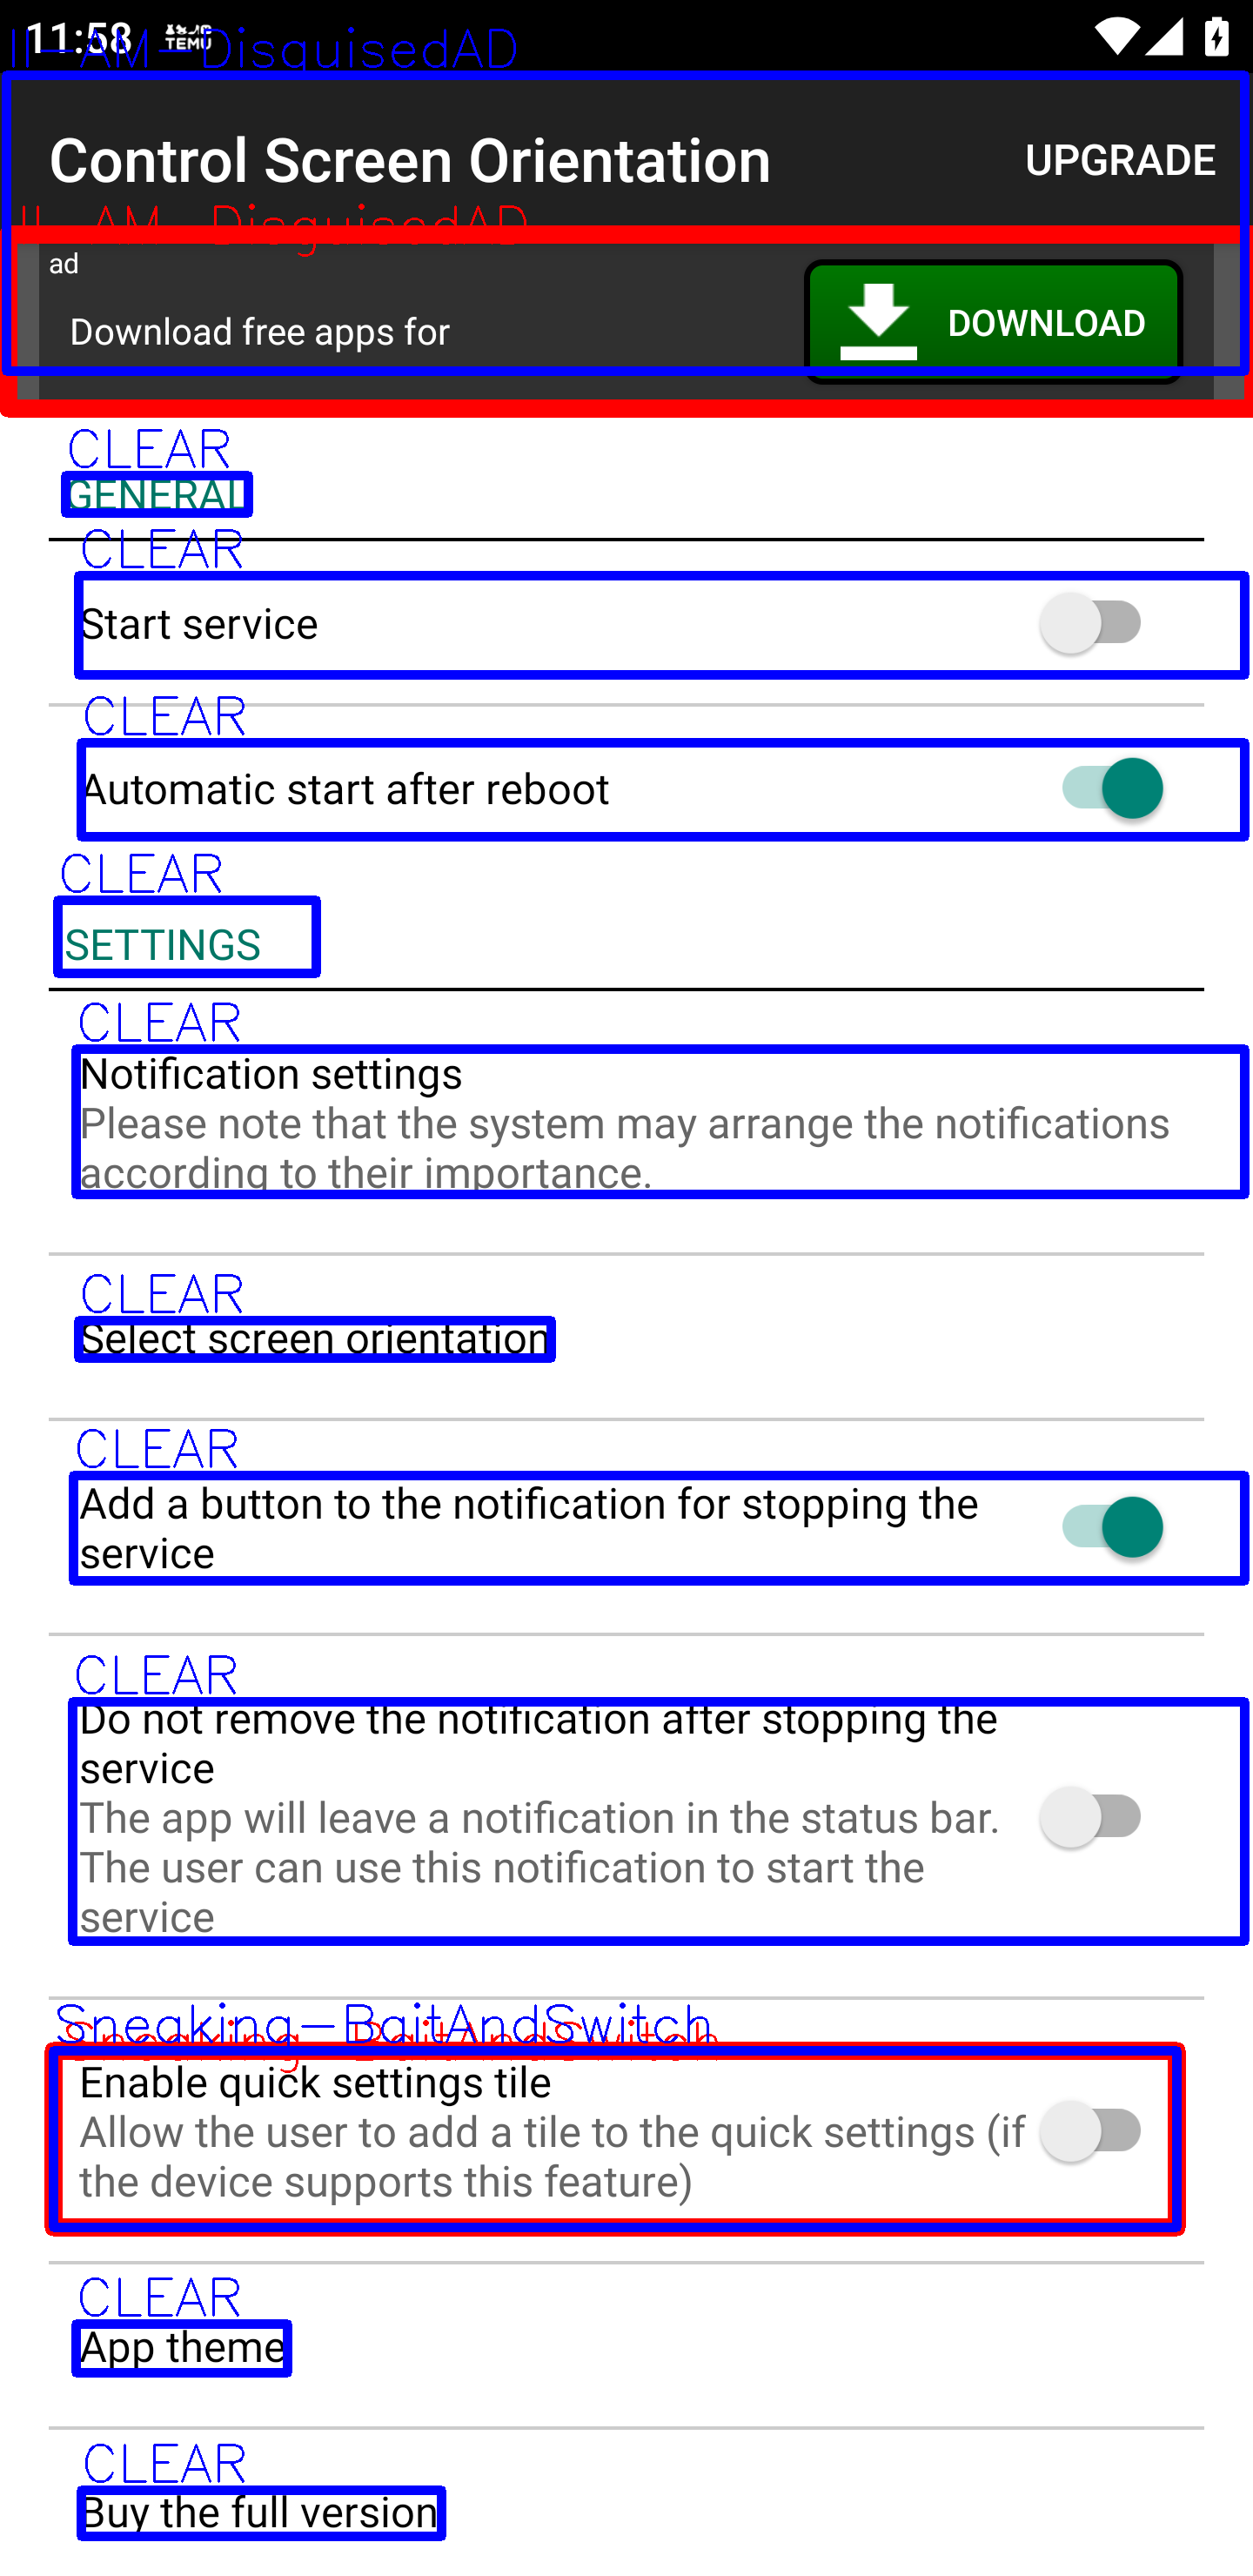 11:58
TEMU
II-AM-DisguisedAD
Control Screen Orientation
UPGRADE
II-AM-DisguisedAD
ad
Download free apps for
DOWNLOAD
CLEAR
GENERAL
CLEAR
Start service
CLEAR
Automatic start after reboot
CLEAR
SETTINGS
CLEAR
Notification settings
Please note that the system may arrange the notifications
according to their importance.
CLEAR
Select screen orientation
CLEAR
Add a button to the notification for stopping the
service
CLEAR
Do not remove the notification after stopping the
service
The app will leave a notification in the status bar.
The user can use this notification to start the
service
Sneaking-BaitAndSwitch
Sneaking-BaitAndSwitch
Enable quick settings tile
Allow the user to add a tile to the quick settings (if
the device supports this feature)
CLEAR
App theme
CLEAR
Buy the full version